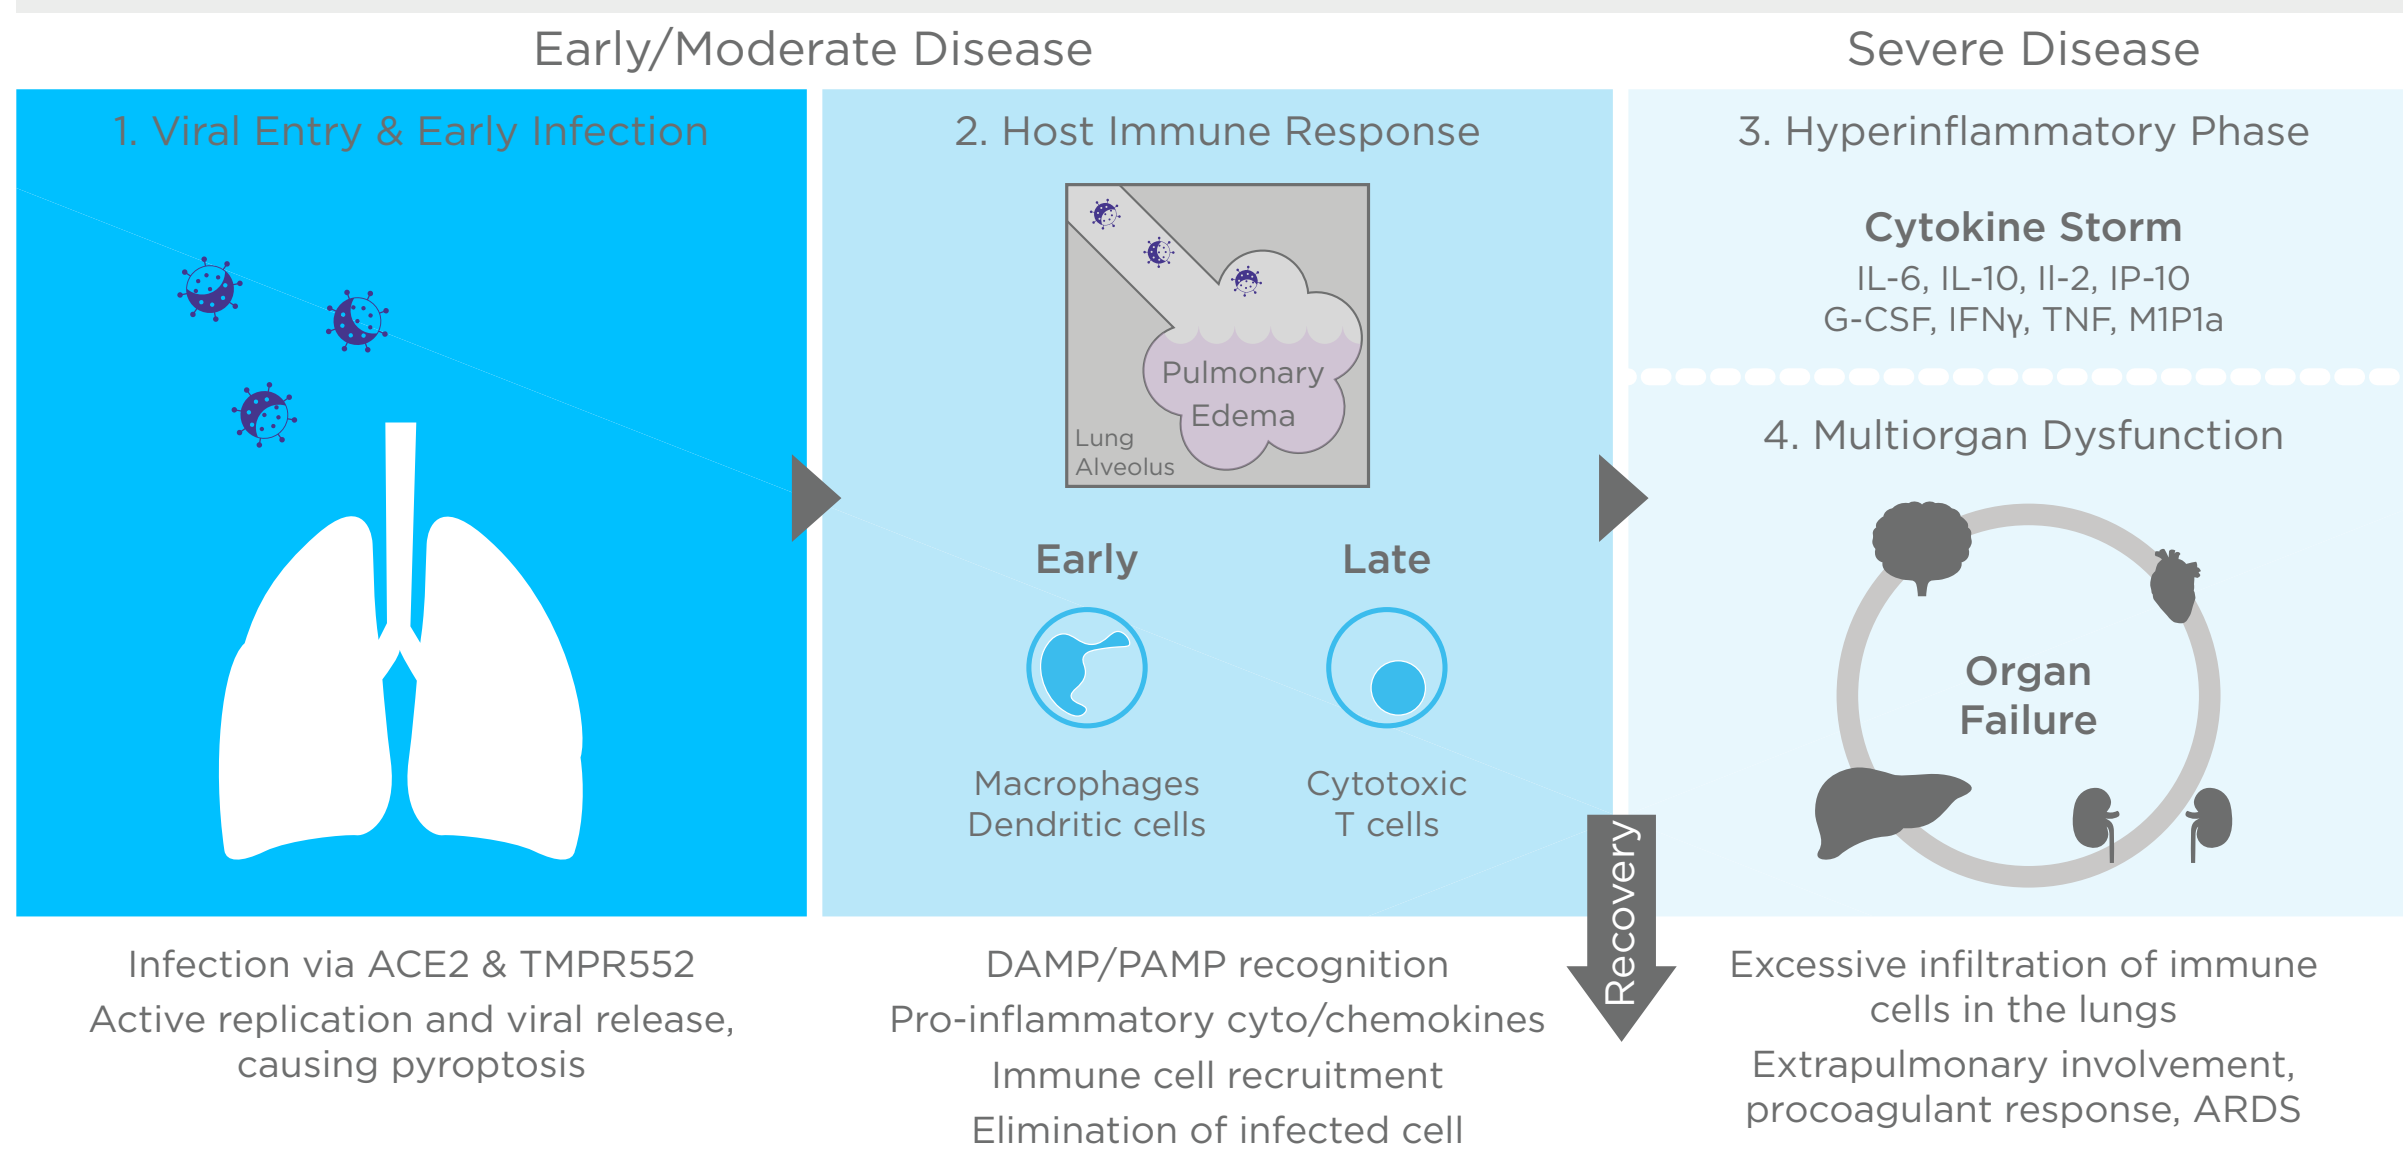 Early/Moderate Disease
Severe Disease
1. Viral Entry & Early Infection
Infection via ACE2 & TMPR552
Active replication and viral release,
causing pyroptosis
2. Host Immune Response
Pulmonary
Edema
Lung
Alveolus
Early
Macrophages
Dendritic cells
Late
Cytotoxic
T cells
DAMP/PAMP recognition
Pro-inflammatory cyto/chemokines
Immune cell recruitment
Elimination of infected cell
Recovery
3. Hyperinflammatory Phase
Cytokine Storm
IL-6, IL-10, Il-2, IP-10
G-CSF, IFNγ, TNF, M1P1a
4. Multiorgan Dysfunction
Organ
Failure
Excessive infiltration of immune
cells in the lungs
Extrapulmonary involvement,
procoagulant response, ARDS